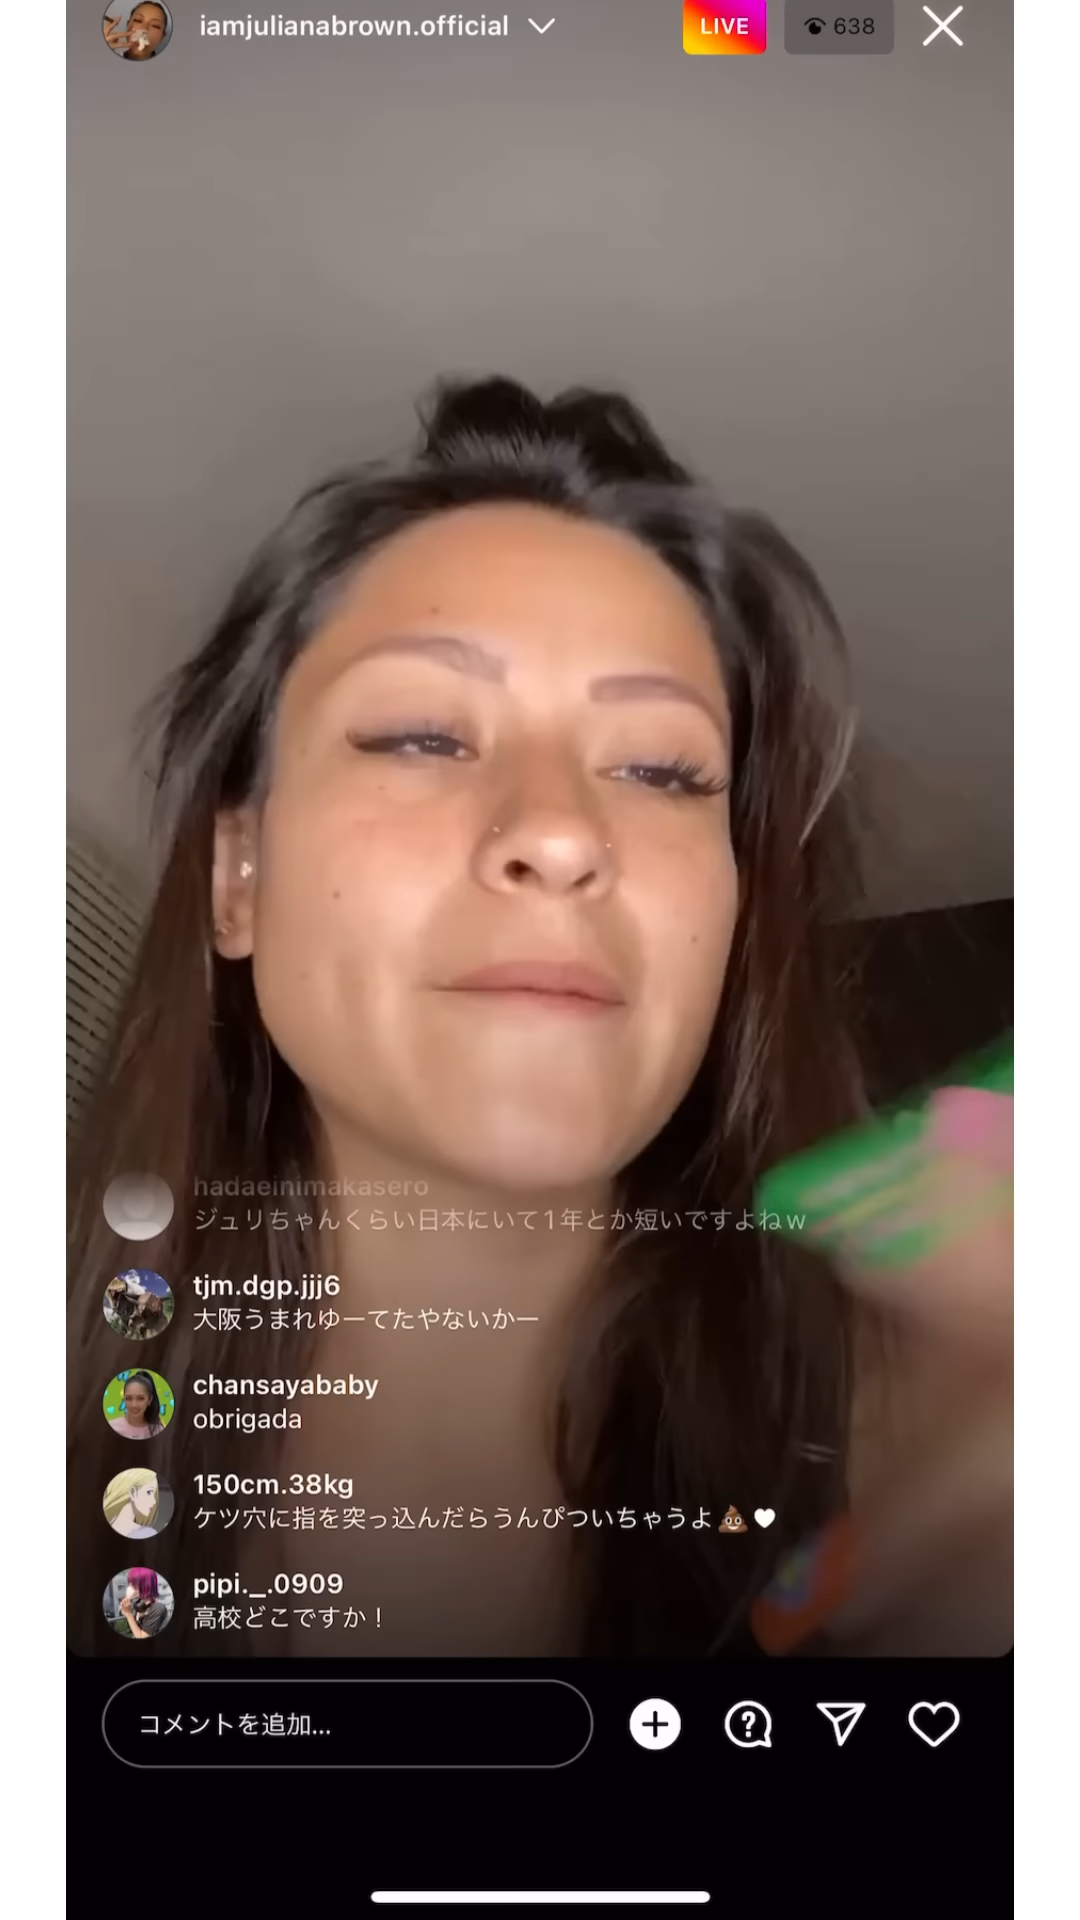 iamjulianabrown.official
LIVE
638
hadaeinimakasero
ジュリちゃんくらい日本にいて1年とか短いですよねw
tjm.dgp.jjj6
大阪うまれゆーてたやないかー
chansayababy
obrigada
150cm.38kg
ケツ穴に指を突っ込んだらうんぴついちゃうよ💩🤍
pipi._.0909
高校どこですか！
コメントを追加...